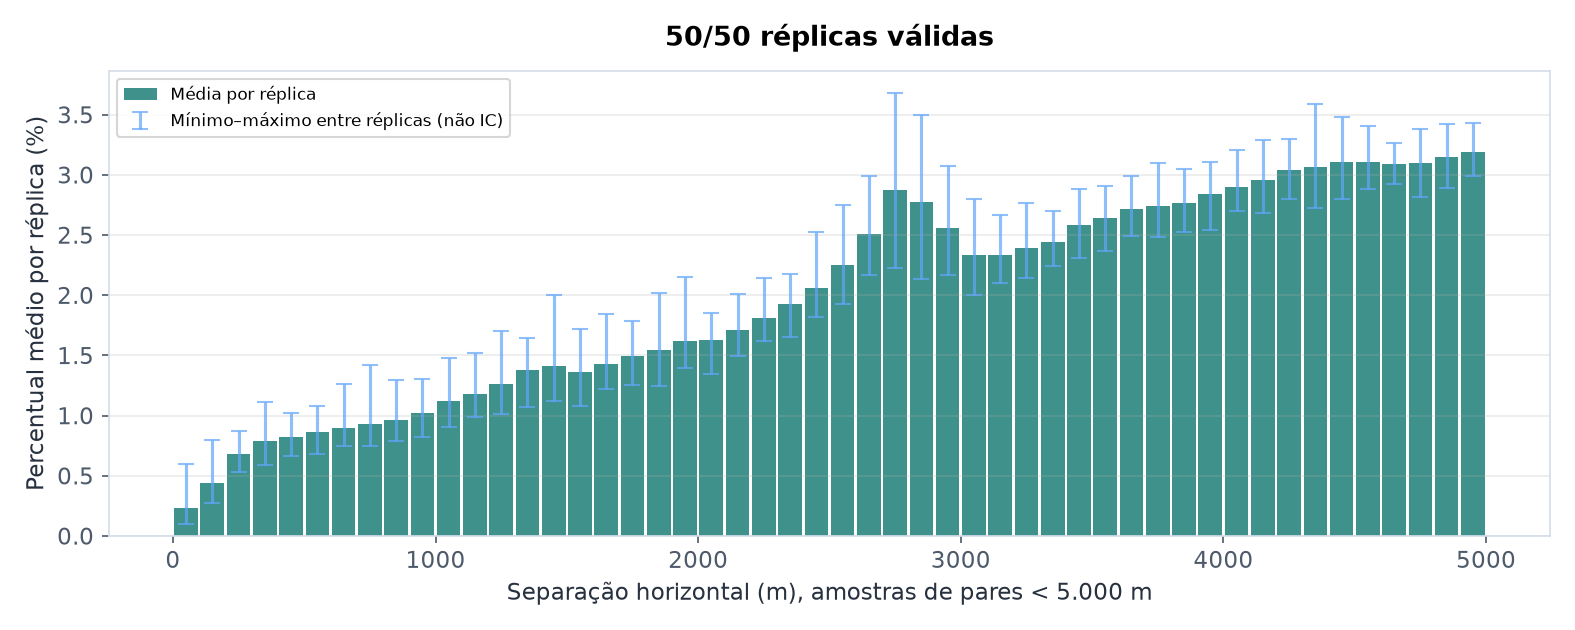 50/50 réplicas válidas
Média por réplica
Mínimo–máximo entre réplicas (não IC)
Percentual médio por réplica (%)
3.5
3.0
2.5
2.0
1.5
1.0
0.5
0.0
0 1000 2000 3000 4000 5000
Separação horizontal (m), amostras de pares < 5.000 m